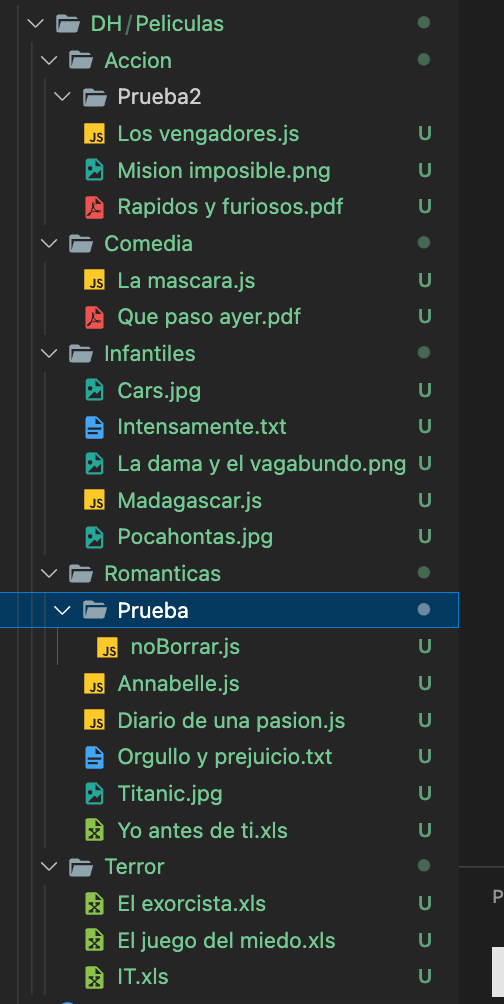 DH/Peliculas
Accion
Prueba2
JS Los vengadores.js U
Mision imposible.png U
Rapidos y furiosos.pdf U
Comedia
JS La mascara.js U
Que paso ayer.pdf U
Infantiles
Cars.jpg U
Intensamente.txt U
La dama y el vagabundo.png U
JS Madagascar.js U
Pocahontas.jpg U
Romanticas
Prueba
JS noBorrar.js U
JS Annabelle.js U
JS Diario de una pasion.js U
Orgullo y prejuicio.txt U
Titanic.jpg U
Yo antes de ti.xls U
Terror
El exorcista.xls U
P
El juego del miedo.xls U
IT.xls U